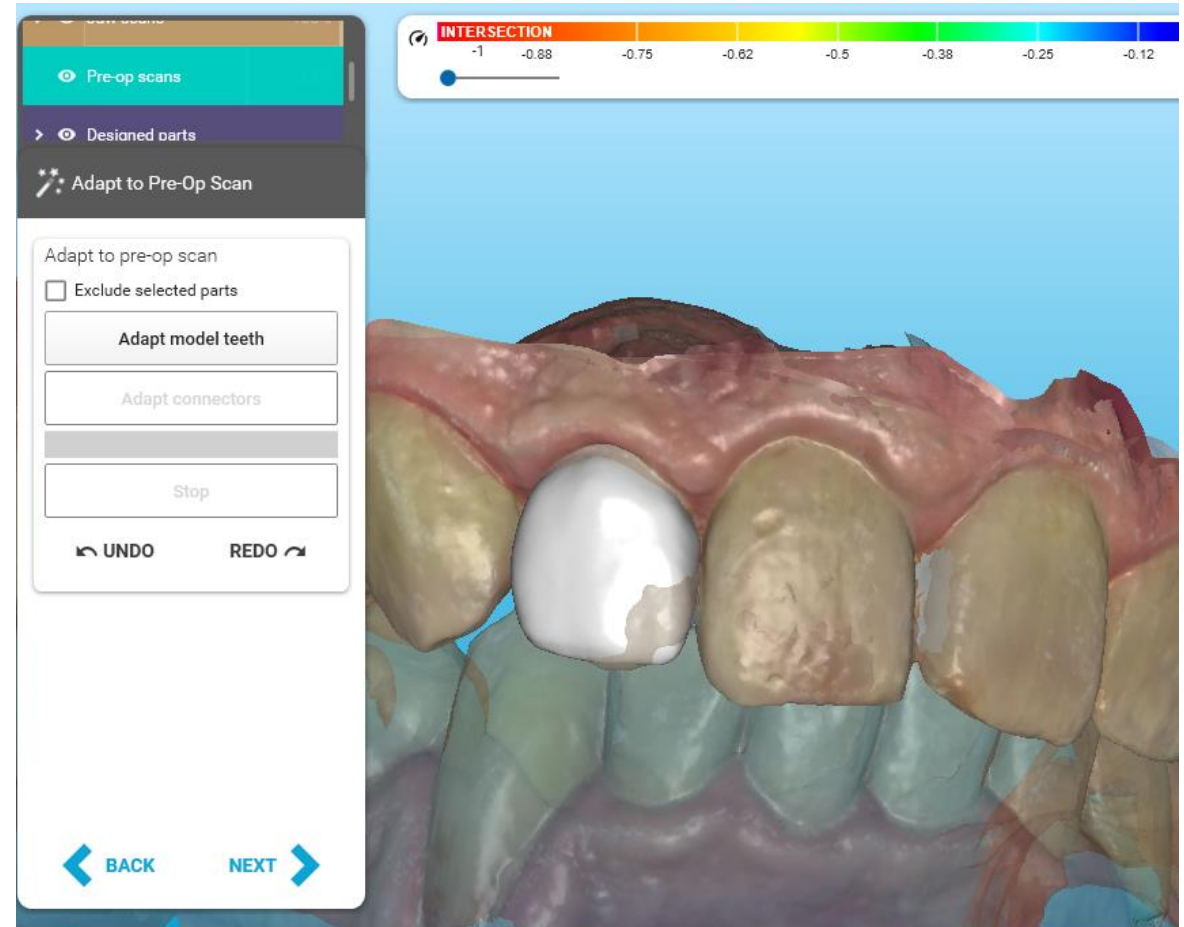 Pre-op scans
Designed parts
Adapt to Pre-Op Scan
Adapt to pre-op scan
Exclude selected parts
Adapt model teeth
Adapt connectors
Stop
UNDO REDO
BACK NEXT
INTERSECTION
-1 -0.88 -0.75 -0.62 -0.5 -0.38 -0.25 -0.12